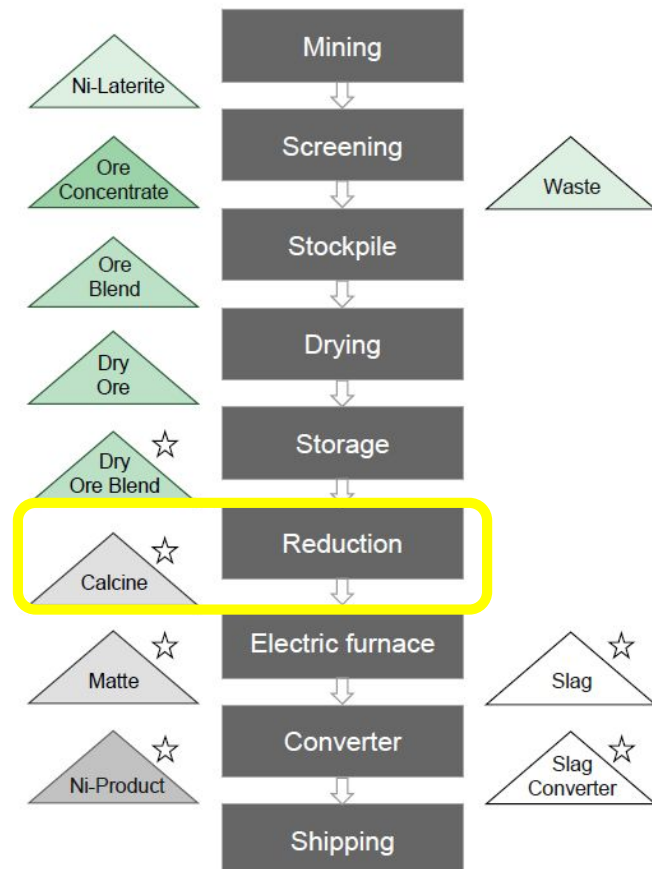 Mining
Ni-Laterite
Screening
Ore
Concentrate
Waste
Stockpile
Ore
Blend
Drying
Dry
Ore
Storage
Dry
Ore Blend
Reduction
Calcine
Electric furnace
Matte
Slag
Converter
Ni-Product
Slag
Converter
Shipping